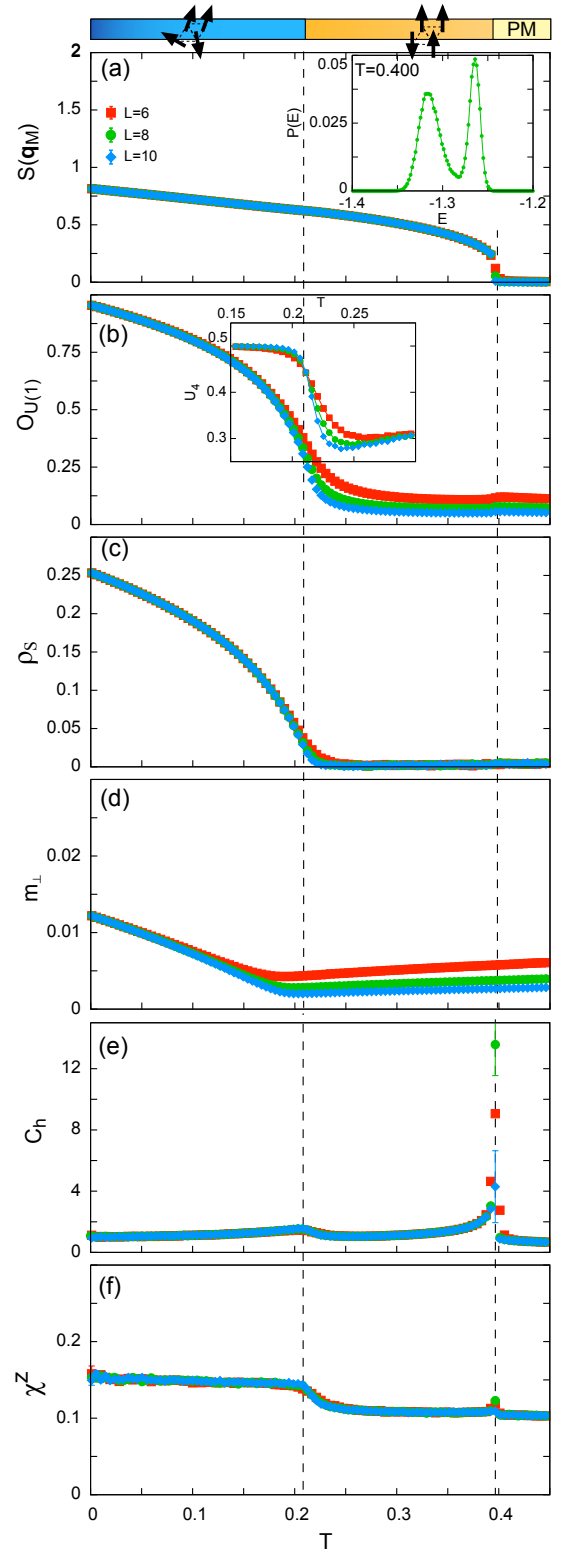 PM
(a)
S(q_M)
2
1.5
1
0.5
0
L=6
L=8
L=10
T=0.400
P(E)
0.05
0.025
0
-1.4
-1.3
-1.2
E
(b)
O_U(1)
0.75
0.5
0.25
0
0.15
0.21
0.25
T
U_4
0.5
0.4
0.3
(c)
ρ_S
0.25
0.2
0.15
0.1
0.05
0
(d)
m_⊥
0.02
0.01
0
(e)
C_h
12
8
4
0
(f)
χ^z
0.2
0.1
0
0
0.1
0.2
0.3
0.4
T